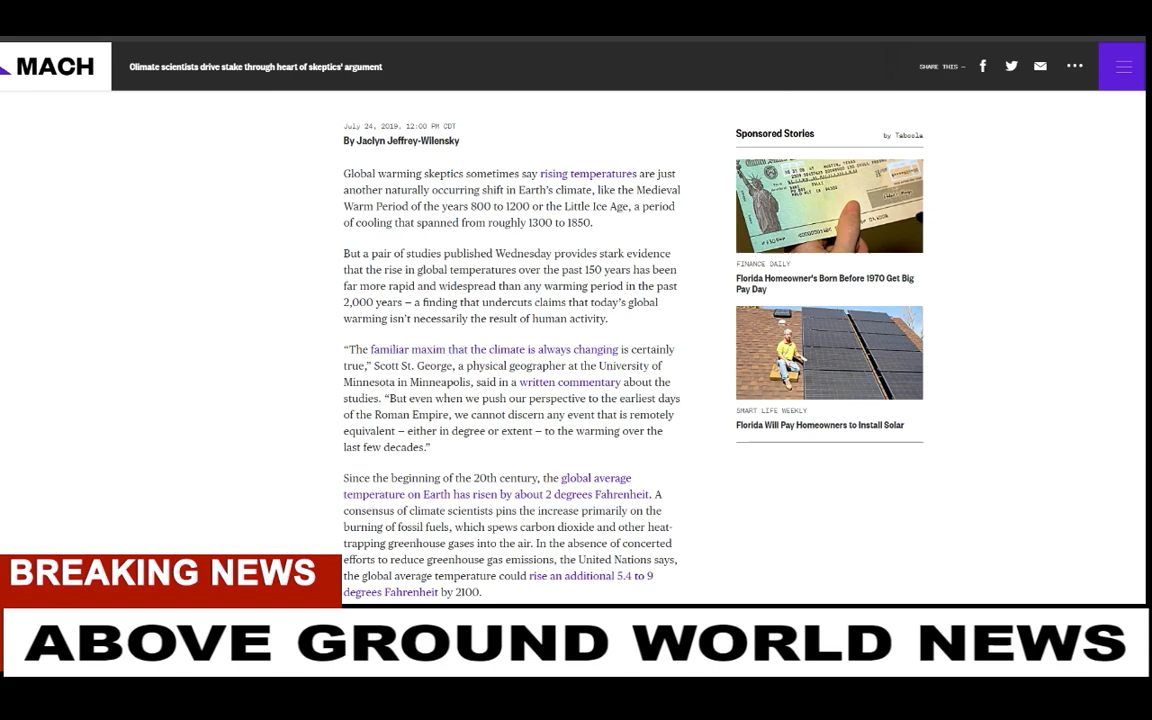 MACH
Climate scientists drive stake through heart of skeptics' argument
SHARE THIS —
July 24, 2019, 12:00 PM CDT
By Jaclyn Jeffrey-Wilensky
Global warming skeptics sometimes say rising temperatures are just
another naturally occurring shift in Earth's climate, like the Medieval
Warm Period of the years 800 to 1200 or the Little Ice Age, a period
of cooling that spanned from roughly 1300 to 1850.
But a pair of studies published Wednesday provides stark evidence
that the rise in global temperatures over the past 150 years has been
far more rapid and widespread than any warming period in the past
2,000 years — a finding that undercuts claims that today's global
warming isn't necessarily the result of human activity.
“The familiar maxim that the climate is always changing is certainly
true,” Scott St. George, a physical geographer at the University of
Minnesota in Minneapolis, said in a written commentary about the
studies. “But even when we push our perspective to the earliest days
of the Roman Empire, we cannot discern any event that is remotely
equivalent — either in degree or extent — to the warming over the
last few decades.”
Since the beginning of the 20th century, the global average
temperature on Earth has risen by about 2 degrees Fahrenheit. A
consensus of climate scientists pins the increase primarily on the
burning of fossil fuels, which spews carbon dioxide and other heat-
trapping greenhouse gases into the air. In the absence of concerted
efforts to reduce greenhouse gas emissions, the United Nations says,
the global average temperature could rise an additional 5.4 to 9
degrees Fahrenheit by 2100.
Sponsored Stories
by Taboola
AUSTIN, TEXAS
FINANCE DAILY
Florida Homeowner's Born Before 1970 Get Big
Pay Day
SMART LIFE WEEKLY
Florida Will Pay Homeowners to Install Solar
BREAKING NEWS
ABOVE GROUND WORLD NEWS